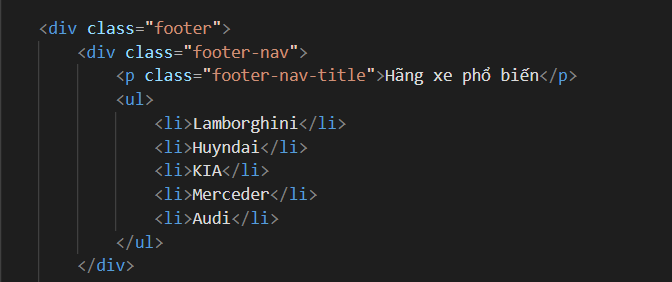 <div class="footer">
<div class="footer-nav">
<p class="footer-nav-title">Hãng xe phổ biến</p>
<ul>
<li>Lamborghini</li>
<li>Huyndai</li>
<li>KIA</li>
<li>Merceder</li>
<li>Audi</li>
</ul>
</div>